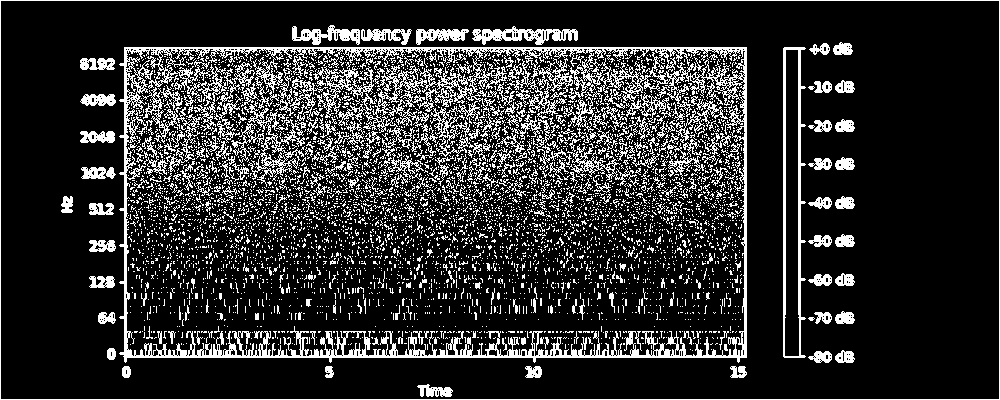 Log-frequency power spectrogram
8192
4096
2048
1024
512
256
128
64
0
Hz
0 5 10 15
Time
+0 dB
-10 dB
-20 dB
-30 dB
-40 dB
-50 dB
-60 dB
-70 dB
-80 dB